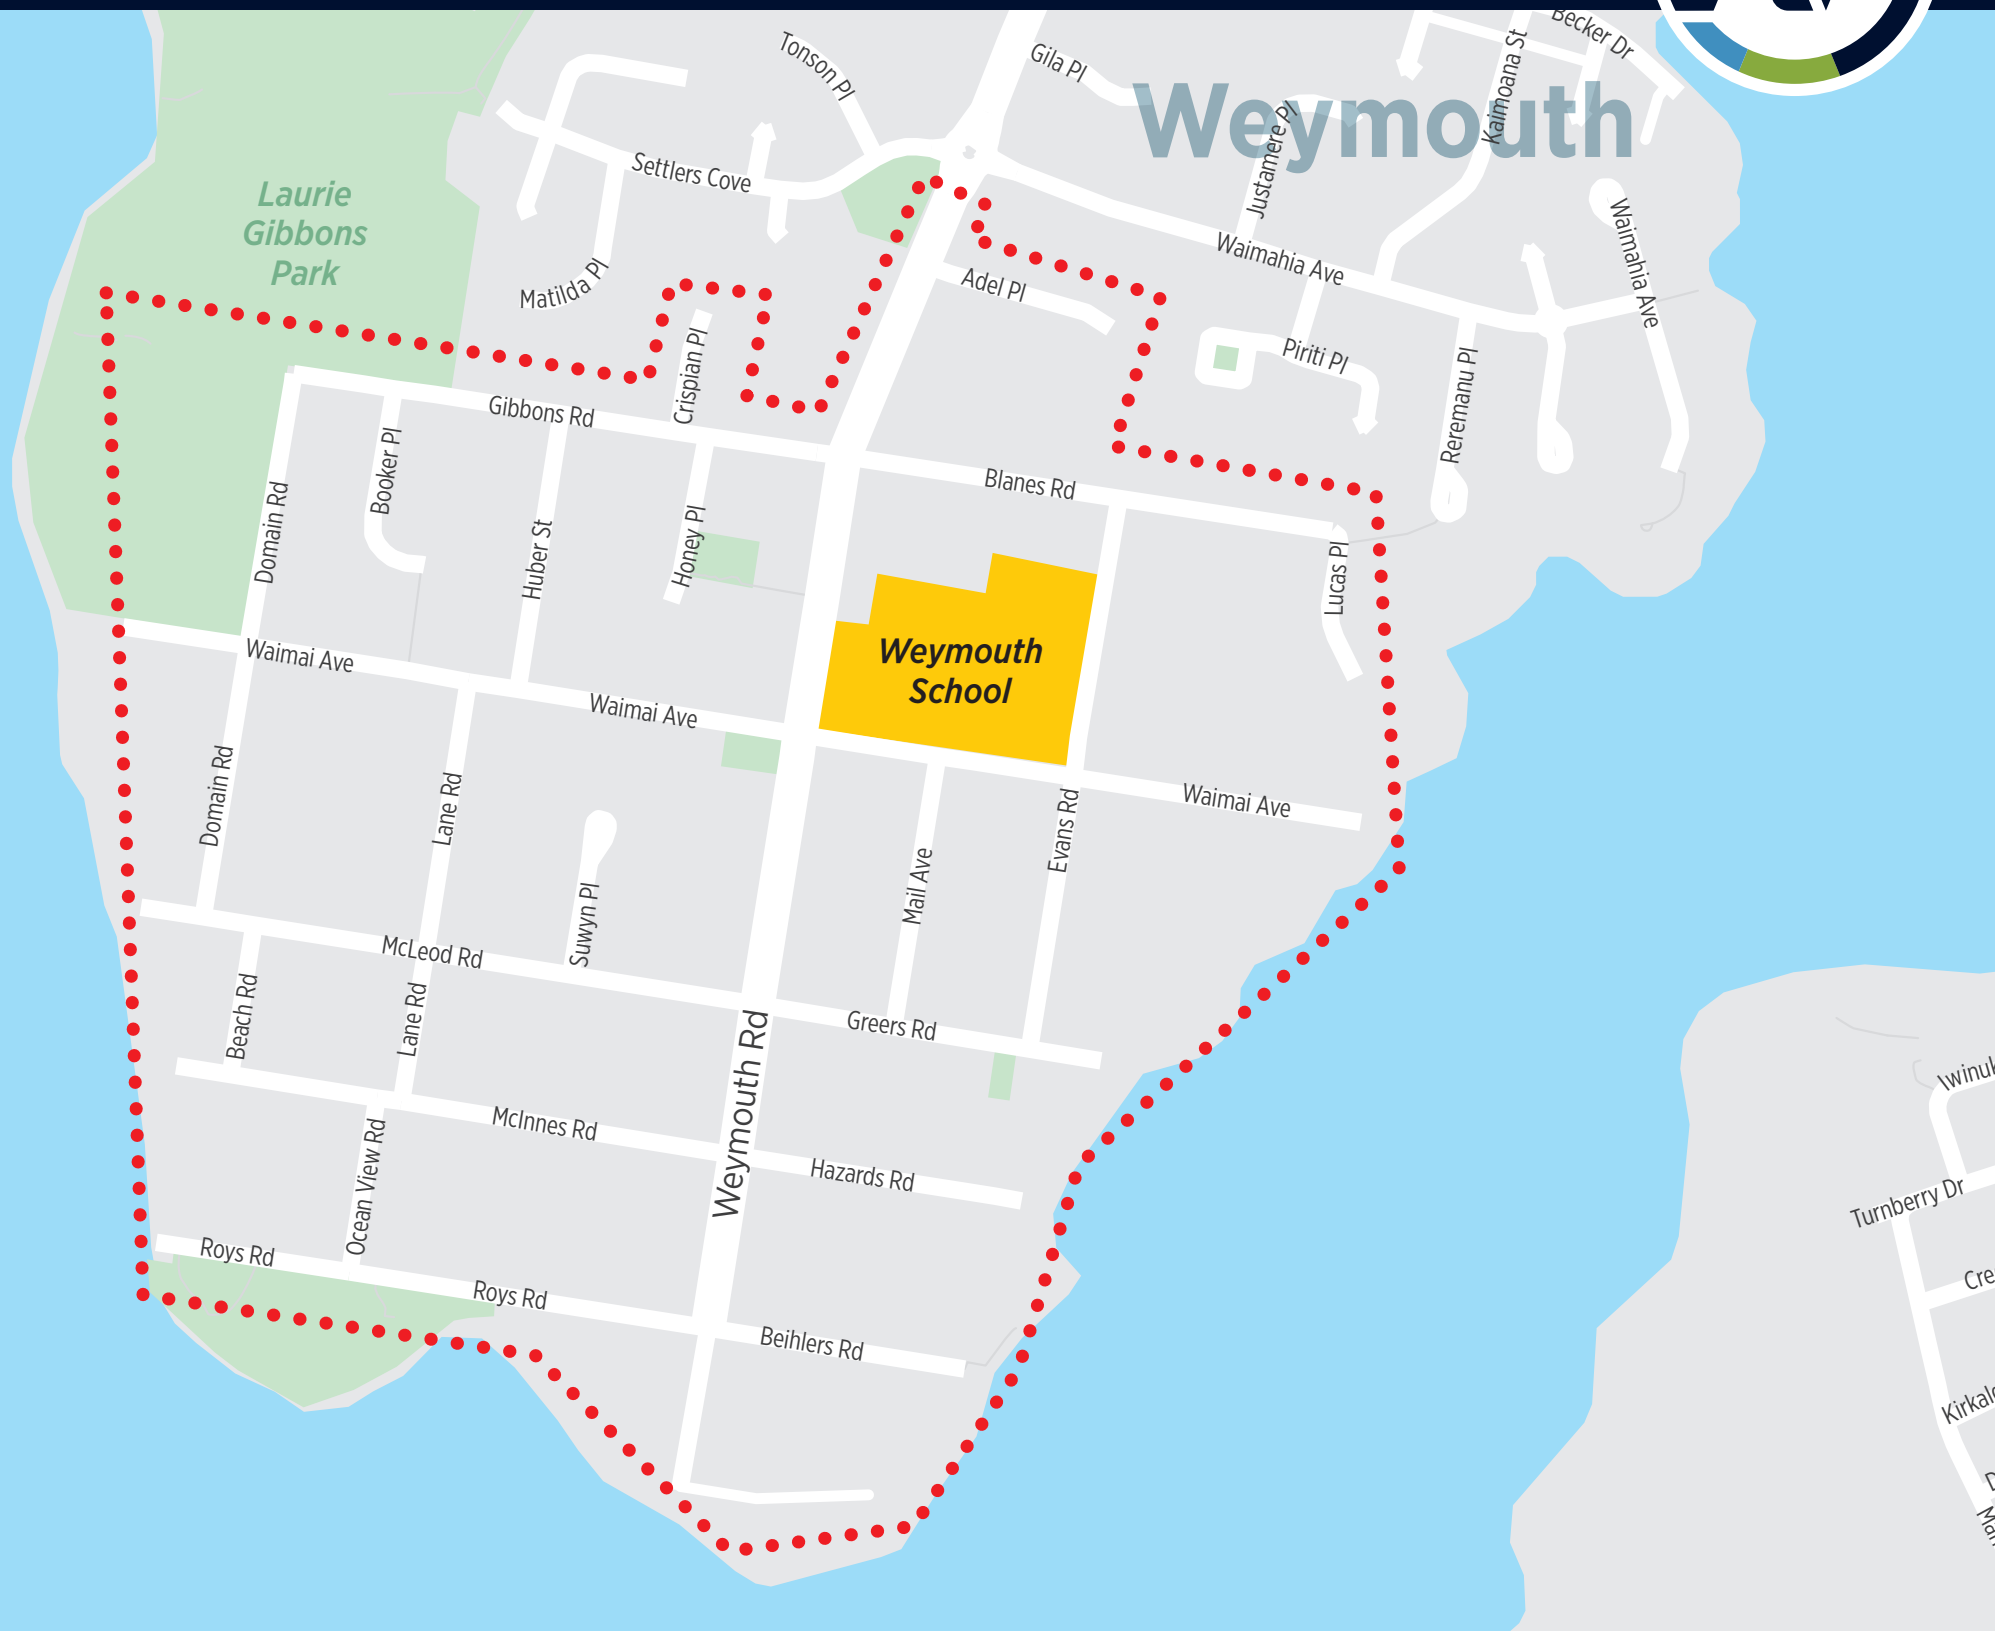 Becker Dr
Tonson Pl
Gila Pl
Kaimoana St
Weymouth
Justamere Pl
Settlers Cove
Laurie
Gibbons
Park
Waimahia Ave
Waimahia Ave
Matilda Pl
Adel Pl
Crispian Pl
Piriti Pl
Reremanu Pl
Gibbons Rd
Booker Pl
Blanes Rd
Domain Rd
Huber St
Honey Pl
Lucas Pl
Weymouth
School
Waimai Ave
Waimai Ave
Waimai Ave
Domain Rd
Lane Rd
Evans Rd
Mail Ave
Suwyn Pl
McLeod Rd
Beach Rd
Lane Rd
Greers Rd
Weymouth Rd
McInnes Rd
Hazards Rd
Ocean View Rd
Turnberry Dr
Roys Rd
Roys Rd
Beihlers Rd